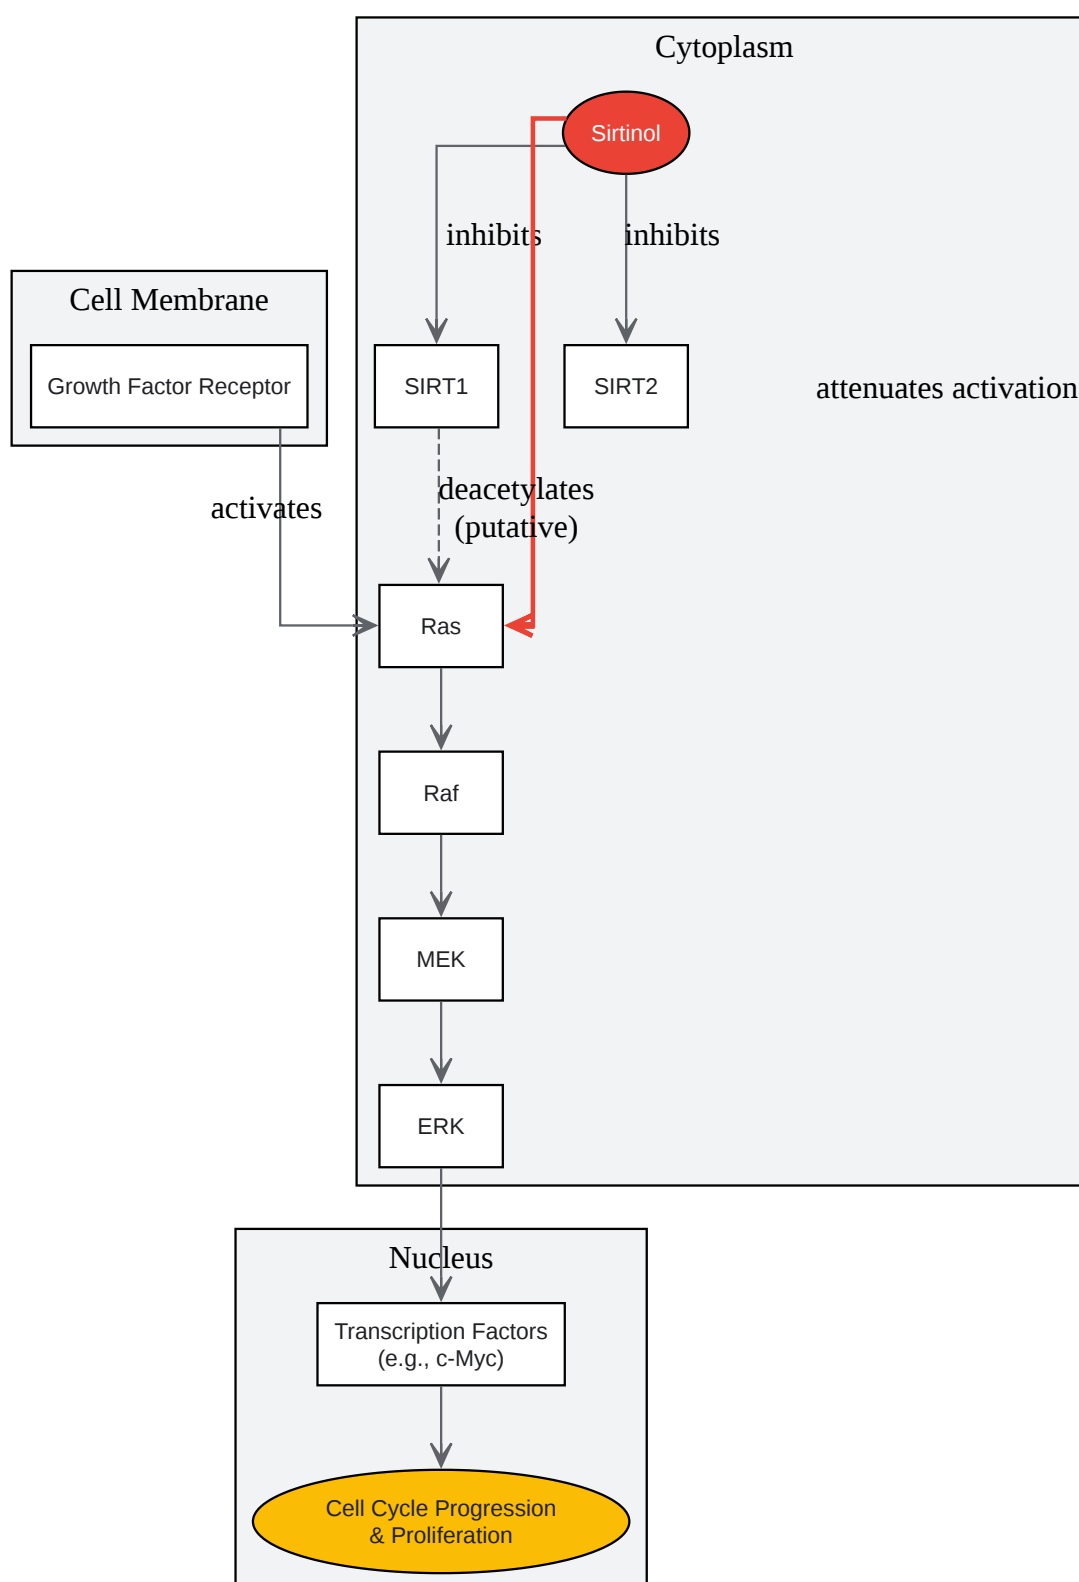 Cytoplasm
Sirtinol
inhibits
inhibits
Cell Membrane
Growth Factor Receptor
SIRT1
SIRT2
attenuates activation
activates
deacetylates
(putative)
Ras
Raf
MEK
ERK
Nucleus
Transcription Factors
(e.g., c-Myc)
Cell Cycle Progression
& Proliferation